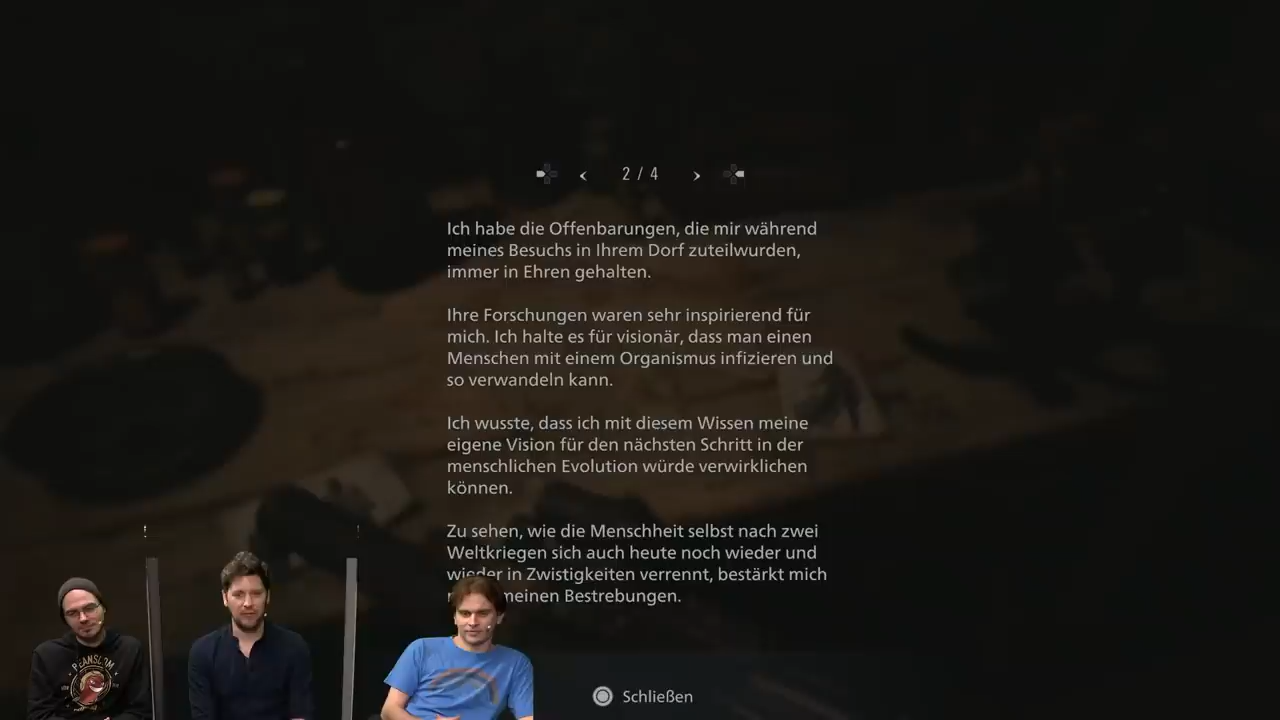 2 / 4
Ich habe die Offenbarungen, die mir während
meines Besuchs in Ihrem Dorf zuteilwurden,
immer in Ehren gehalten.
Ihre Forschungen waren sehr inspirierend für
mich. Ich halte es für visionär, dass man einen
Menschen mit einem Organismus infizieren und
so verwandeln kann.
Ich wusste, dass ich mit diesem Wissen meine
eigene Vision für den nächsten Schritt in der
menschlichen Evolution würde verwirklichen
können.
Zu sehen, wie die Menschheit selbst nach zwei
Weltkriegen sich auch heute noch wieder und
wieder in Zwistigkeiten verrennt, bestärkt mich
meinen Bestrebungen.
Schließen